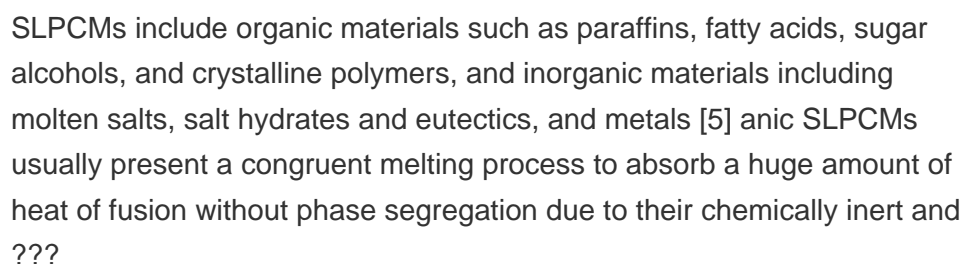 SLPCMs include organic materials such as paraffins, fatty acids, sugar
alcohols, and crystalline polymers, and inorganic materials including
molten salts, salt hydrates and eutectics, and metals [5] anic SLPCMs
usually present a congruent melting process to absorb a huge amount of
heat of fusion without phase segregation due to their chemically inert and
???